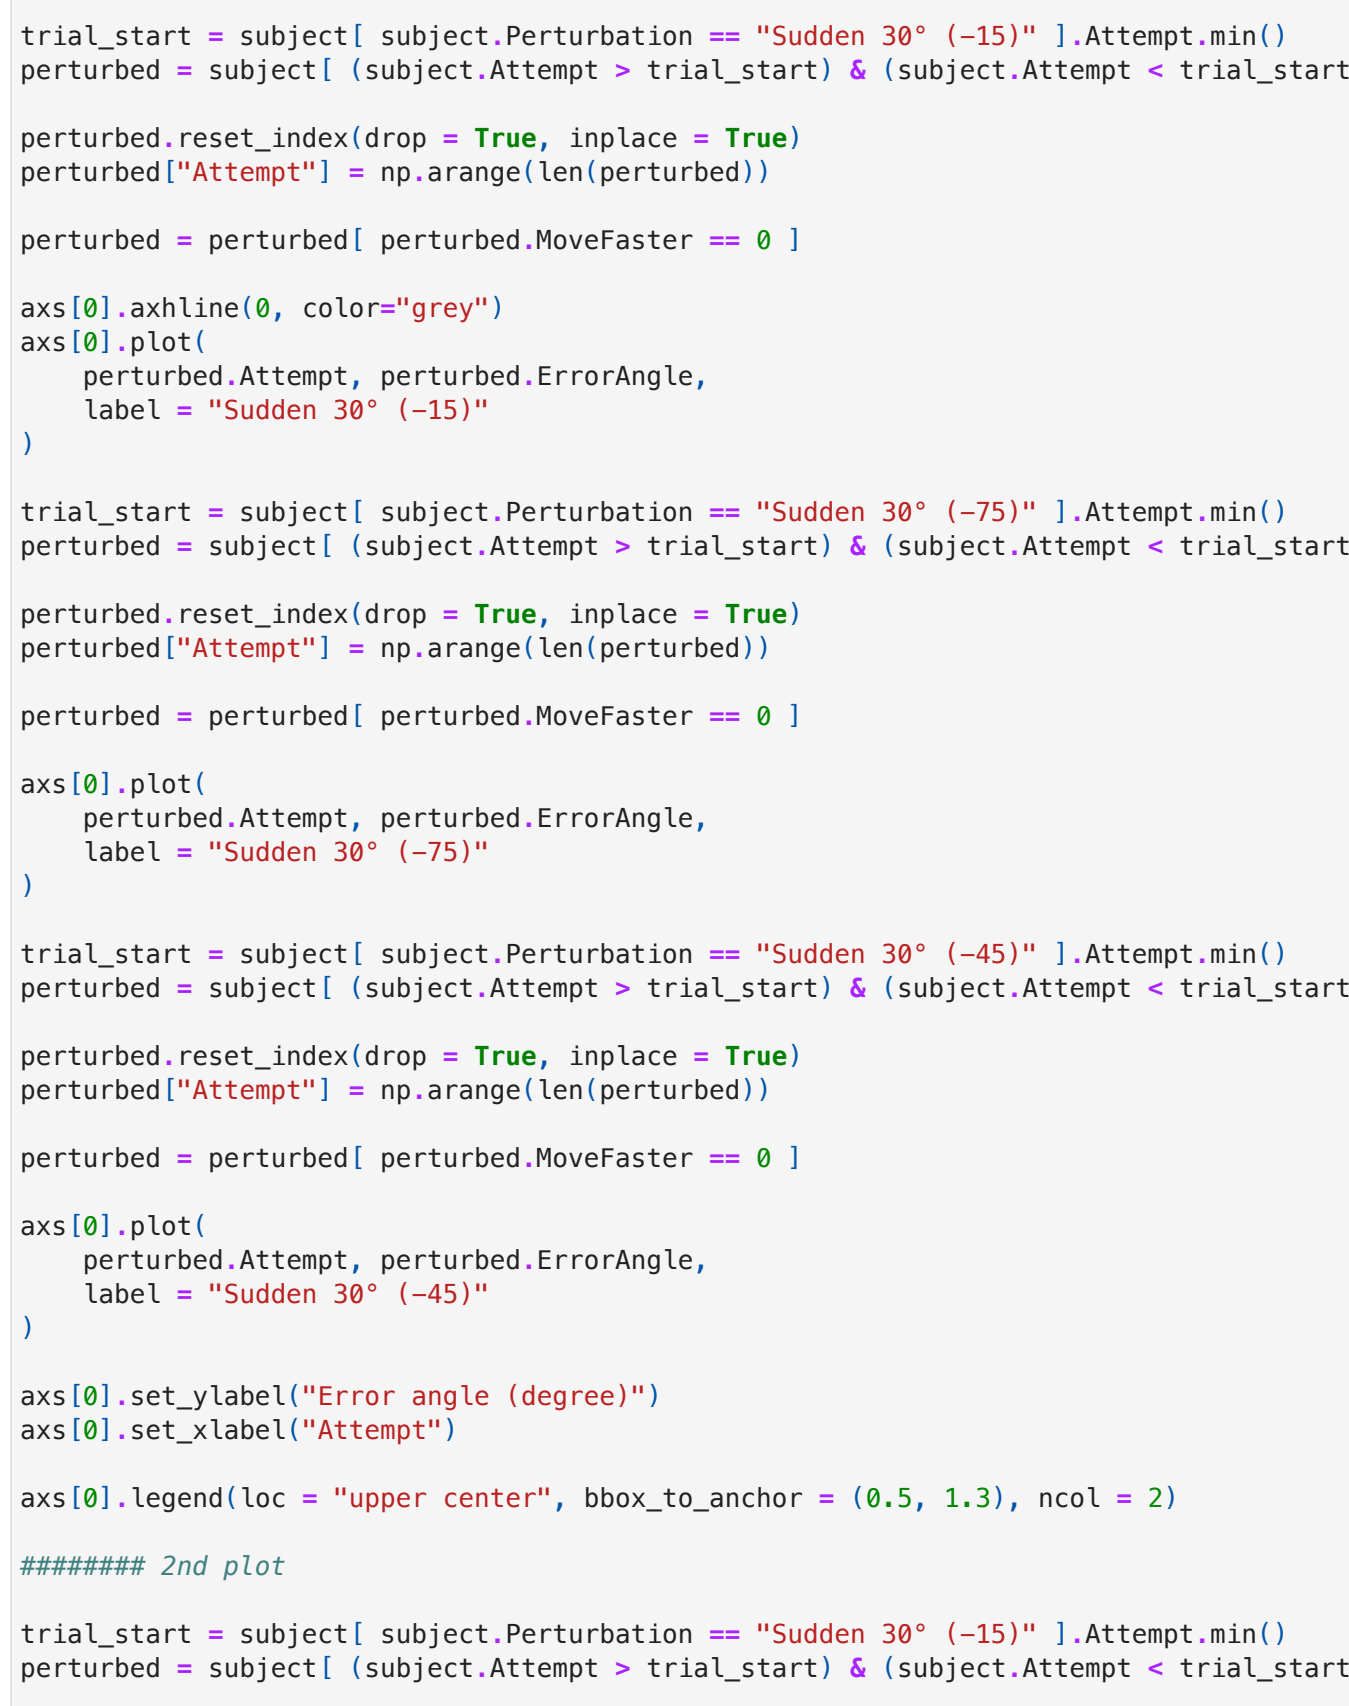 trial_start = subject[ subject.Perturbation == "Sudden 30° (-15)" ].Attempt.min()
perturbed = subject[ (subject.Attempt > trial_start) & (subject.Attempt < trial_start
perturbed.reset_index(drop = True, inplace = True)
perturbed["Attempt"] = np.arange(len(perturbed))
perturbed = perturbed[ perturbed.MoveFaster == 0 ]
axs[0].axhline(0, color="grey")
axs[0].plot(
    perturbed.Attempt, perturbed.ErrorAngle,
    label = "Sudden 30° (-15)"
)
trial_start = subject[ subject.Perturbation == "Sudden 30° (-75)" ].Attempt.min()
perturbed = subject[ (subject.Attempt > trial_start) & (subject.Attempt < trial_start
perturbed.reset_index(drop = True, inplace = True)
perturbed["Attempt"] = np.arange(len(perturbed))
perturbed = perturbed[ perturbed.MoveFaster == 0 ]
axs[0].plot(
    perturbed.Attempt, perturbed.ErrorAngle,
    label = "Sudden 30° (-75)"
)
trial_start = subject[ subject.Perturbation == "Sudden 30° (-45)" ].Attempt.min()
perturbed = subject[ (subject.Attempt > trial_start) & (subject.Attempt < trial_start
perturbed.reset_index(drop = True, inplace = True)
perturbed["Attempt"] = np.arange(len(perturbed))
perturbed = perturbed[ perturbed.MoveFaster == 0 ]
axs[0].plot(
    perturbed.Attempt, perturbed.ErrorAngle,
    label = "Sudden 30° (-45)"
)
axs[0].set_ylabel("Error angle (degree)")
axs[0].set_xlabel("Attempt")
axs[0].legend(loc = "upper center", bbox_to_anchor = (0.5, 1.3), ncol = 2)
######## 2nd plot
trial_start = subject[ subject.Perturbation == "Sudden 30° (-15)" ].Attempt.min()
perturbed = subject[ (subject.Attempt > trial_start) & (subject.Attempt < trial_start